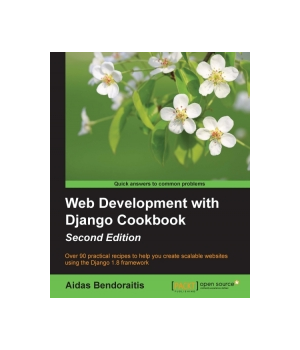 Quick answers to common problems
Web Development with
Django Cookbook
Second Edition
Over 90 practical recipes to help you create scalable websites
using the Django 1.8 framework
Aidas Bendoraitis
open source